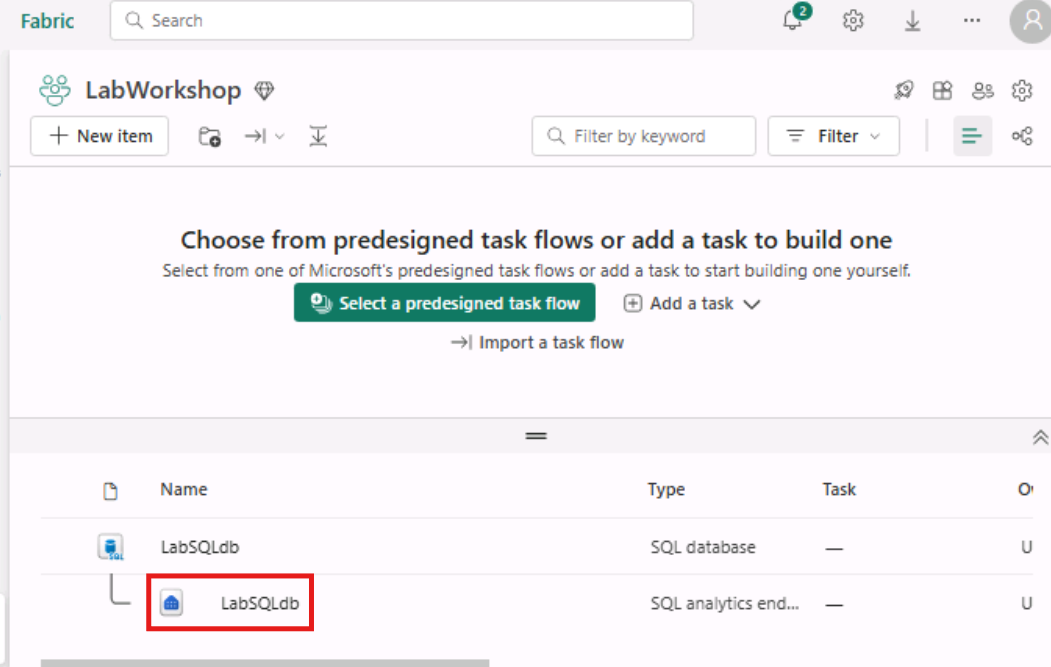 Fabric
Search
2
LabWorkshop
New item
Filter by keyword
Filter
Choose from predesigned task flows or add a task to build one
Select from one of Microsoft's predesigned task flows or add a task to start building one yourself.
Select a predesigned task flow
Add a task
Import a task flow
Name Type Task
SQL LabSQLdb SQL database — U
LabSQLdb SQL analytics end... — U